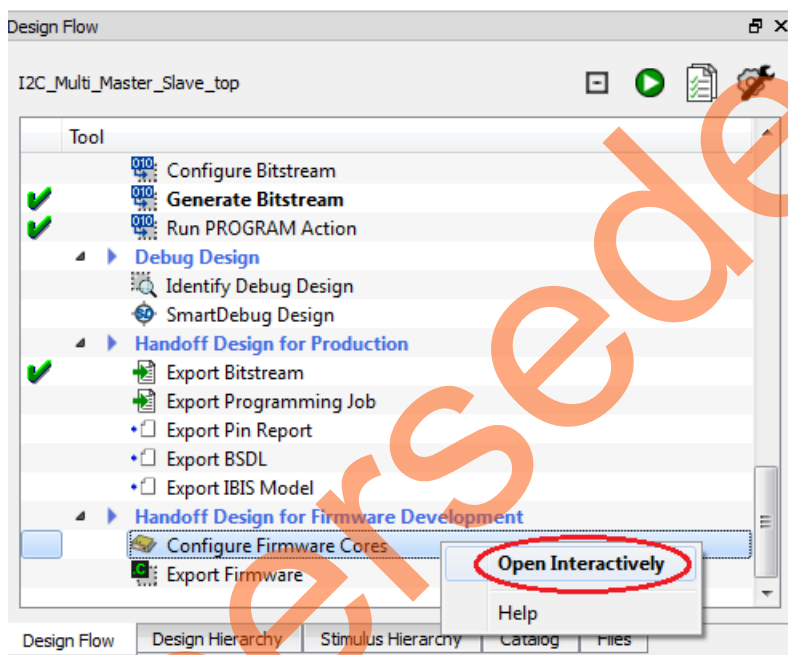 Design Flow
I2C_Multi_Master_Slave_top
Tool
Configure Bitstream
Generate Bitstream
Run PROGRAM Action
Debug Design
Identify Debug Design
SmartDebug Design
Handoff Design for Production
Export Bitstream
Export Programming Job
Export Pin Report
Export BSDL
Export IBIS Model
Handoff Design for Firmware Development
Configure Firmware Cores
Open Interactively
Export Firmware
Help
Design Flow Design Hierarchy Stimulus Hierarchy Catalog Files